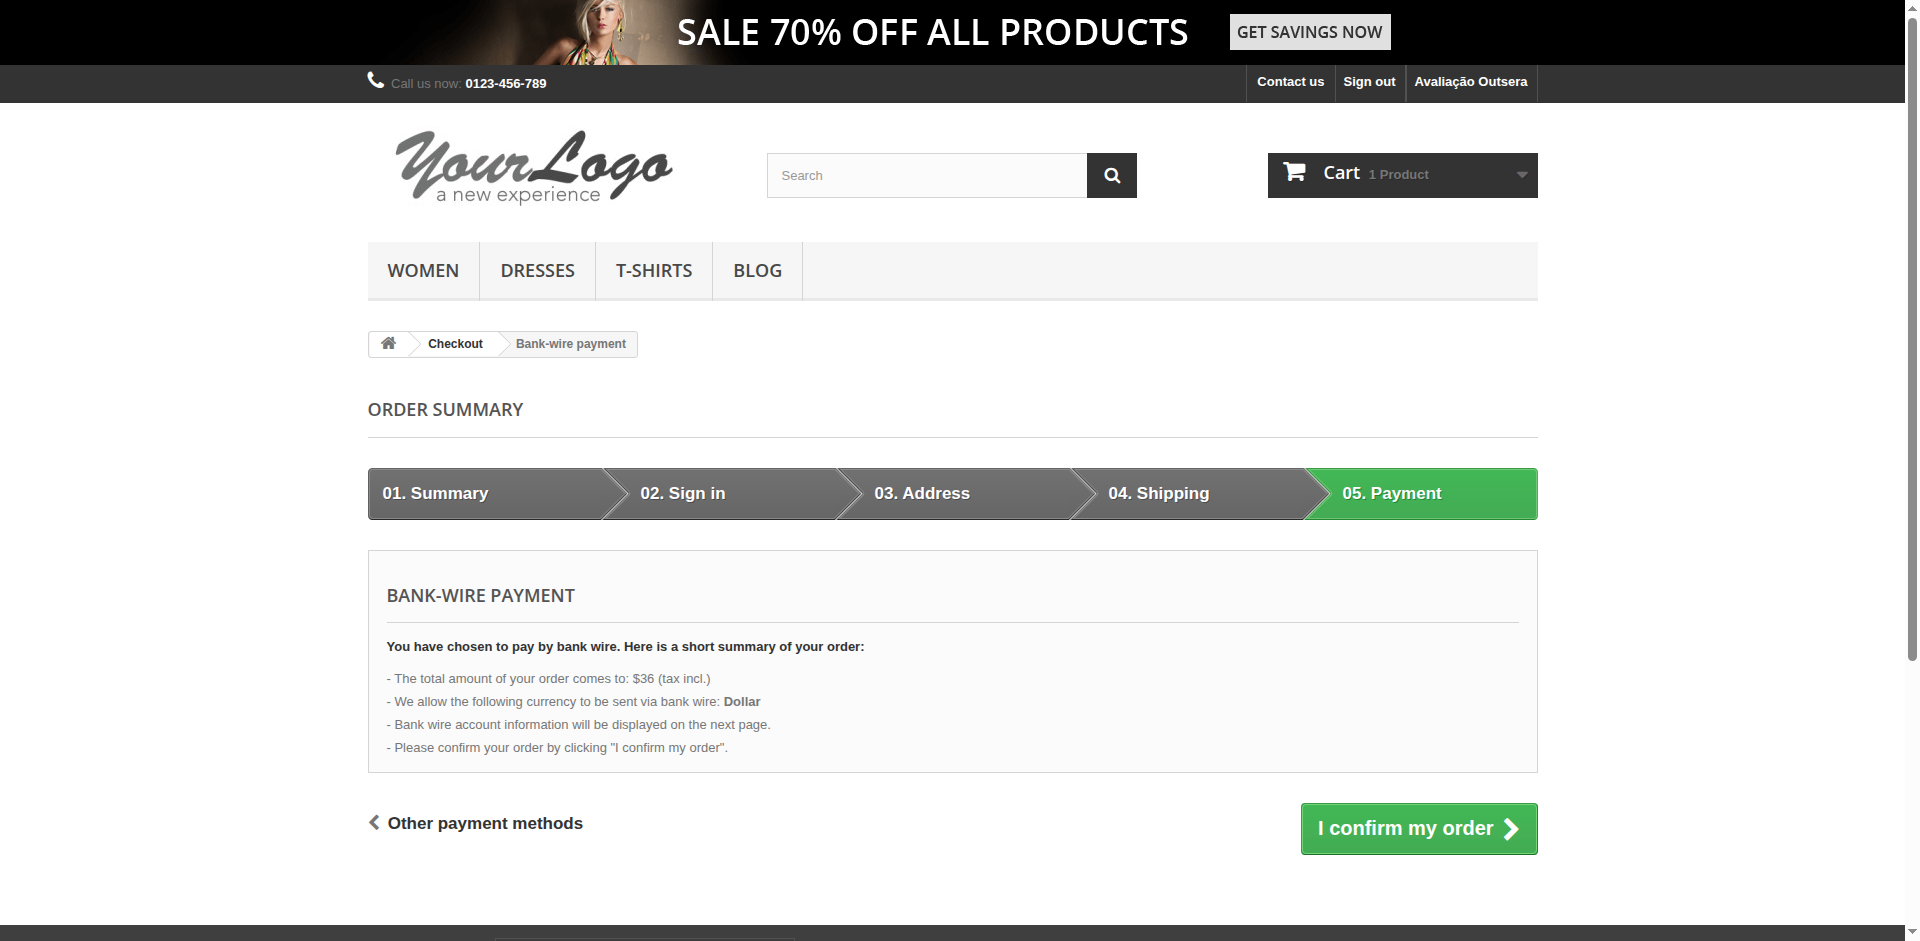 SALE 70% OFF ALL PRODUCTS GET SAVINGS NOW
Call us now: 0123-456-789 Contact us Sign out Avaliação Outsera
Your Logo
a new experience
Search
Cart 1 Product
WOMEN DRESSES T-SHIRTS BLOG
Checkout Bank-wire payment
ORDER SUMMARY
01. Summary 02. Sign in 03. Address 04. Shipping 05. Payment
BANK-WIRE PAYMENT
You have chosen to pay by bank wire. Here is a short summary of your order:
- The total amount of your order comes to: $36 (tax incl.)
- We allow the following currency to be sent via bank wire: Dollar
- Bank wire account information will be displayed on the next page.
- Please confirm your order by clicking "I confirm my order".
Other payment methods I confirm my order